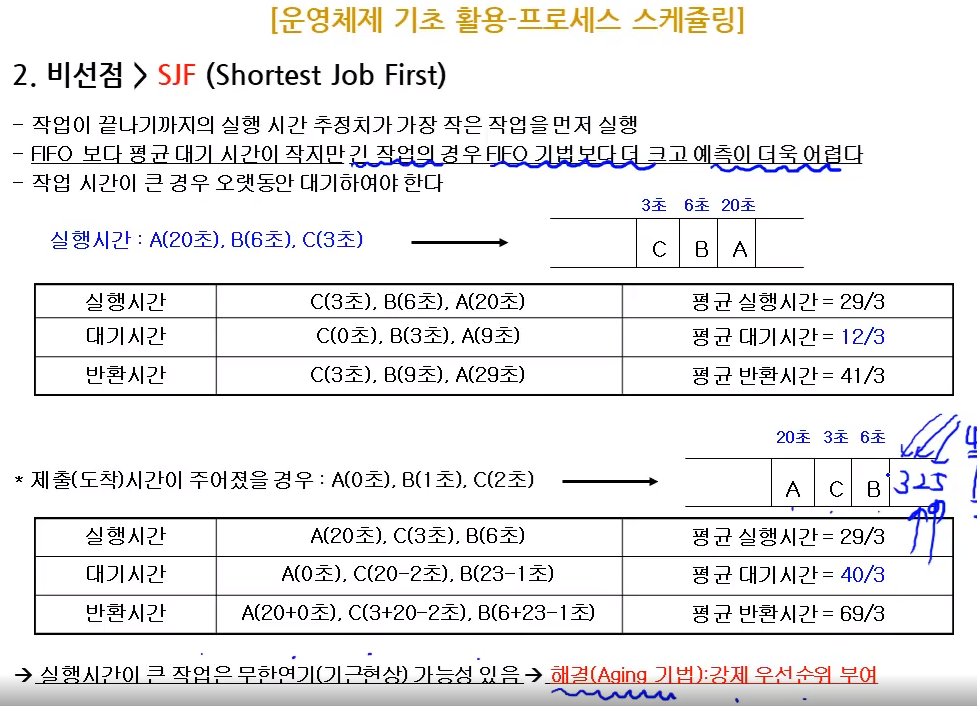 [운영체제 기초 활용-프로세스 스케쥴링]
2. 비선점 > SJF (Shortest Job First)
- 작업이 끝나기까지의 실행 시간 추정치가 가장 작은 작업을 먼저 실행
- FIFO 보다 평균 대기 시간이 작지만 긴 작업의 경우 FIFO 기법보다 더 크고 예측이 더욱 어렵다
- 작업 시간이 큰 경우 오랫동안 대기하여야 한다
3초 6초 20초
실행시간 : A(20초), B(6초), C(3초)
C B A
실행시간 C(3초), B(6초), A(20초) 평균 실행시간 = 29/3
대기시간 C(0초), B(3초), A(9초) 평균 대기시간 = 12/3
반환시간 C(3초), B(9초), A(29초) 평균 반환시간 = 41/3
20초 3초 6초
* 제출(도착)시간이 주어졌을 경우 : A(0초), B(1초), C(2초)
A C B 325
실행시간 A(20초), C(3초), B(6초) 평균 실행시간 = 29/3
대기시간 A(0초), C(20-2초), B(23-1초) 평균 대기시간 = 40/3
반환시간 A(20+0초), C(3+20-2초), B(6+23-1초) 평균 반환시간 = 69/3
→ 실행시간이 큰 작업은 무한연기(기근현상) 가능성 있음 → 해결(Aging 기법):강제 우선순위 부여